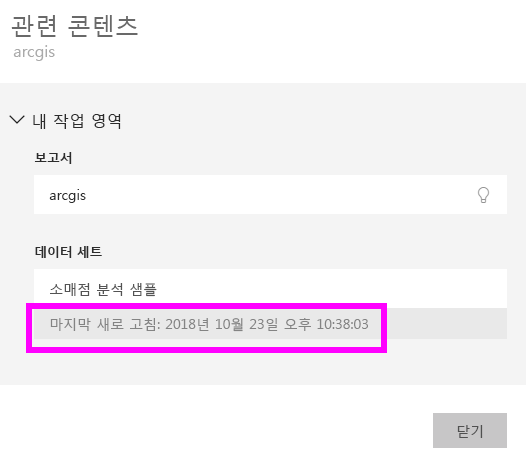 관련 콘텐츠
arcgis
내 작업 영역
보고서
arcgis
데이터 세트
소매점 분석 샘플
마지막 새로 고침: 2018년 10월 23일 오후 10:38:03
닫기